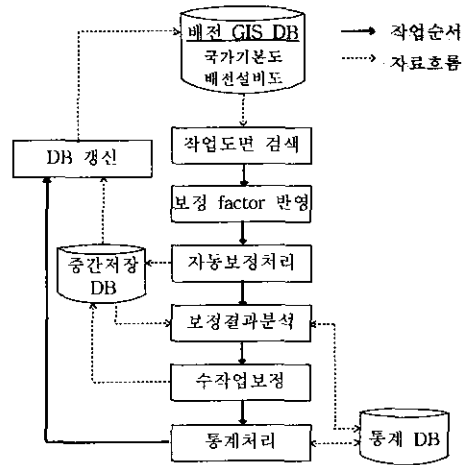 배전 GIS DB
국가기본도
배전설비도
작업순서
자료흐름
DB 갱신
작업도면 검색
보정 factor 반영
중간저장
DB
자동보정처리
보정결과분석
수작업보정
통계처리
통계 DB